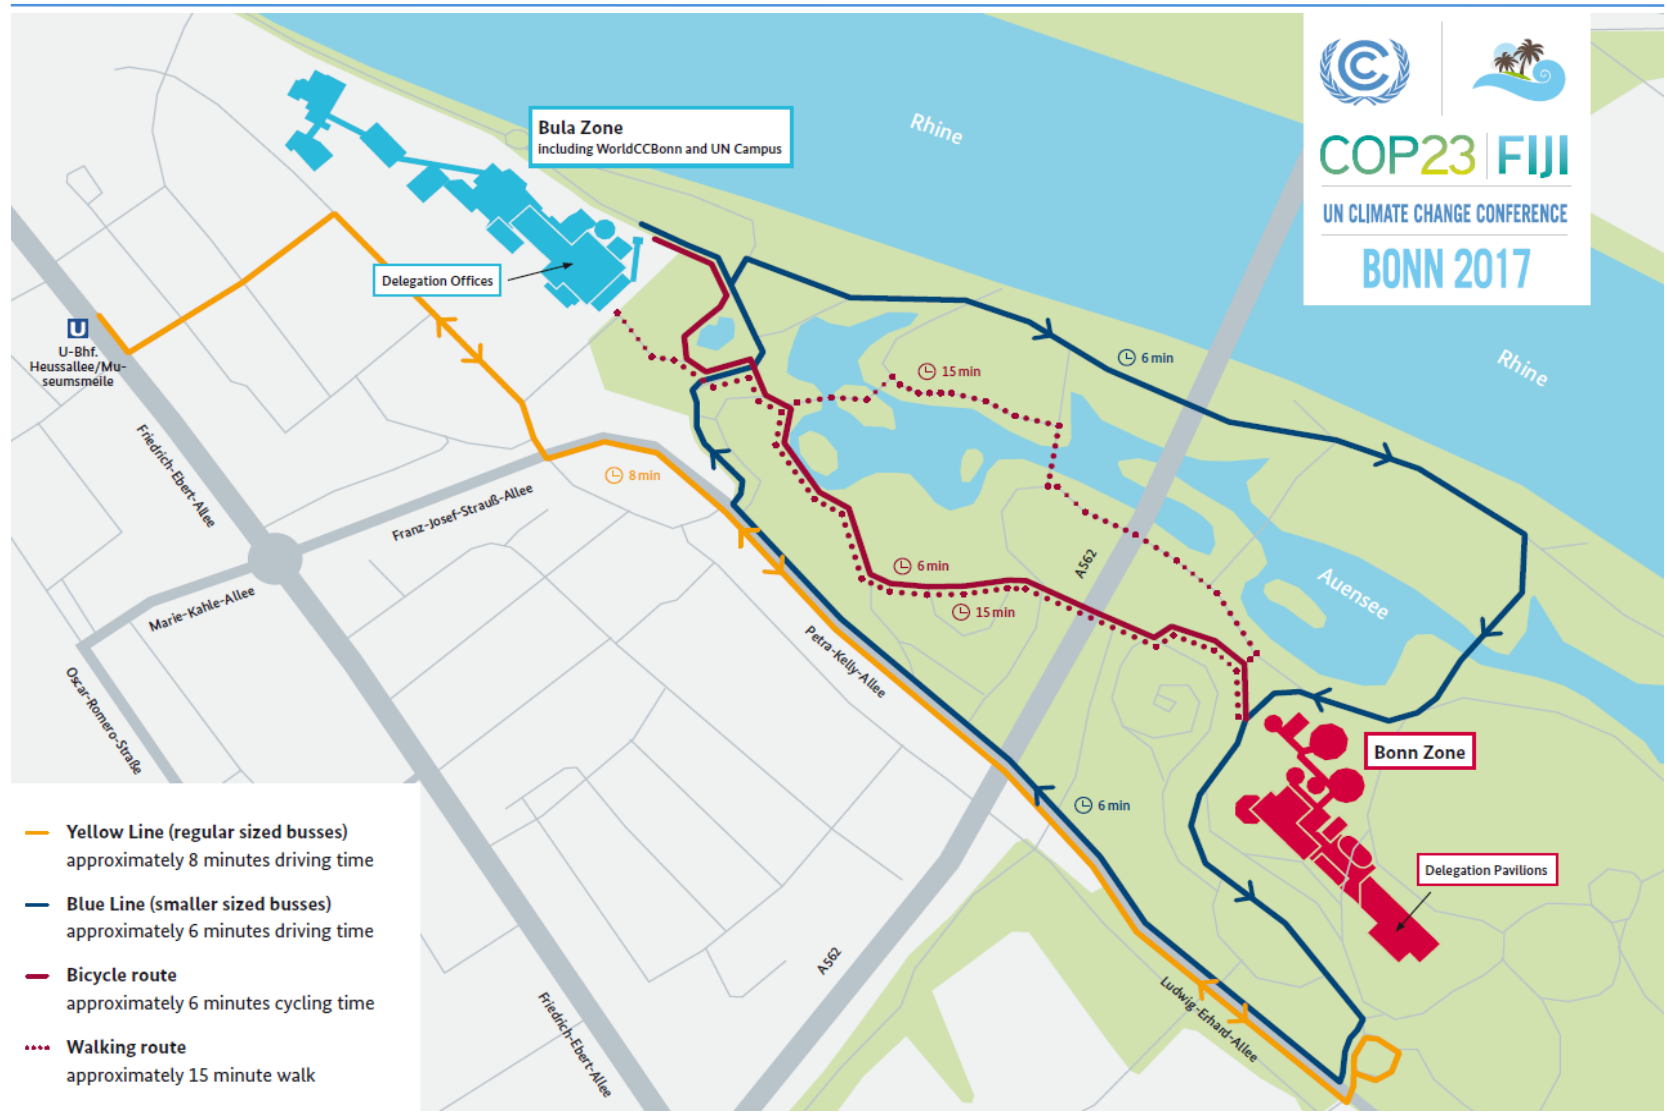 Rhine
Bula Zone
including WorldCCBonn and UN Campus
COP23 FIJI
UN CLIMATE CHANGE CONFERENCE
BONN 2017
Delegation Offices
U
U-Bhf.
Heussallee/Mu-
seumsmeile
6 min
15 min
Rhine
Friedrich-Ebert-Allee
8 min
Franz-Josef-Strauß-Allee
6 min
15 min
A562
Auensee
Marie-Kahle-Allee
Petra-Kelly-Allee
Oscar-Romero-Straße
Bonn Zone
6 min
Delegation Pavilions
A562
Ludwig-Erhard-Allee
Friedrich-Ebert-Allee
Yellow Line (regular sized busses)
approximately 8 minutes driving time
Blue Line (smaller sized busses)
approximately 6 minutes driving time
Bicycle route
approximately 6 minutes cycling time
Walking route
approximately 15 minute walk